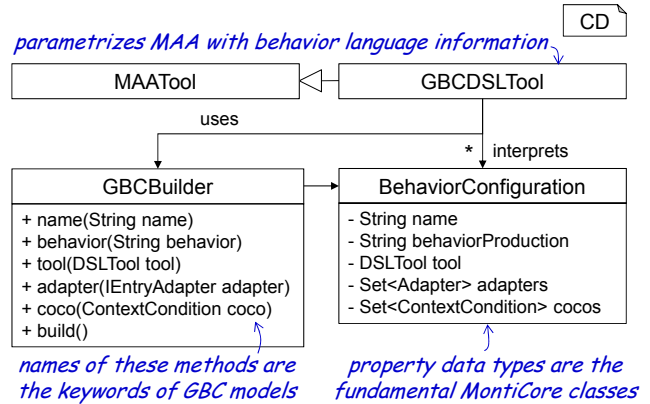 CD
parametrizes MAA with behavior language information
MAATool
GBCDSLTool
uses
* interprets
GBCBuilder
+ name(String name)
+ behavior(String behavior)
+ tool(DSLTool tool)
+ adapter(IEntryAdapter adapter)
+ coco(ContextCondition coco)
+ build()
BehaviorConfiguration
- String name
- String behaviorProduction
- DSLTool tool
- Set<Adapter> adapters
- Set<ContextCondition> cocos
names of these methods are
the keywords of GBC models
property data types are the
fundamental MontiCore classes